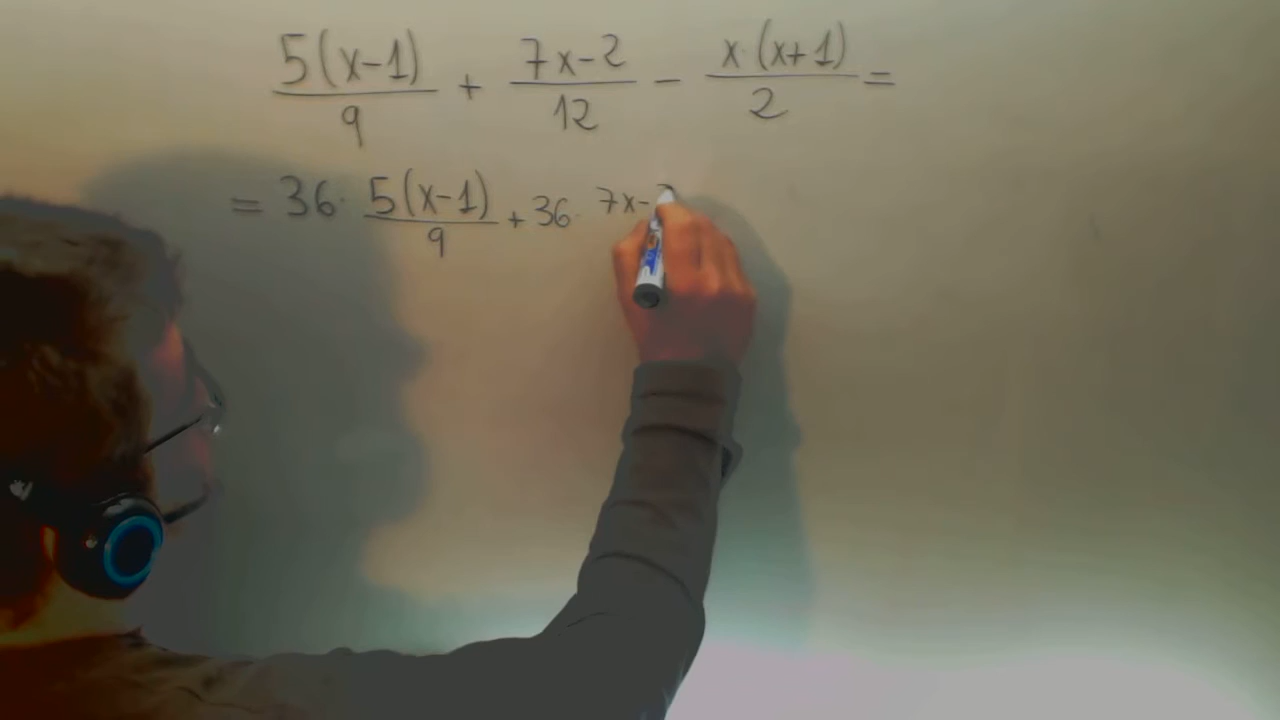 5(x-1)/9 + 7x-2/12 - x·(x+1)/2 =
= 36· 5(x-1)/9 + 36· 7x-